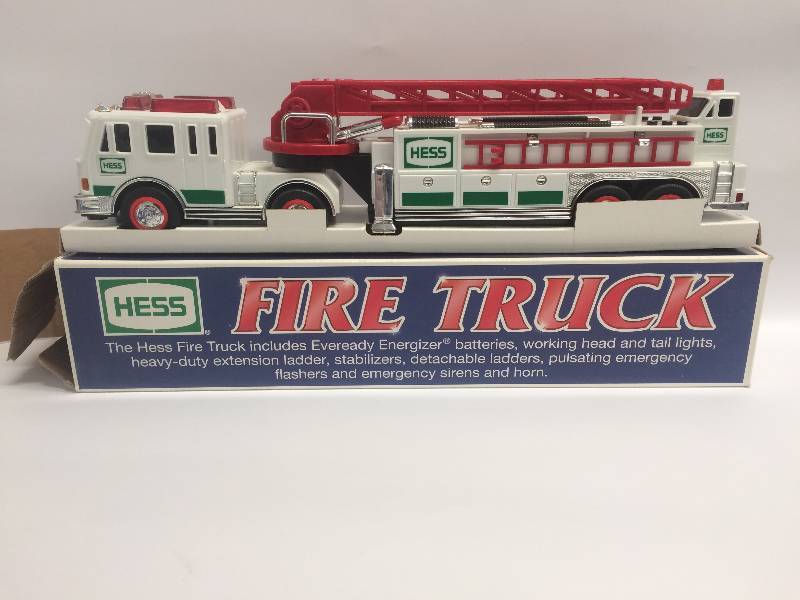 HESS
HESS
HESS
HESS
HESS ® FIRE TRUCK
The Hess Fire Truck includes Eveready Energizer® batteries, working head and tail lights,
heavy-duty extension ladder, stabilizers, detachable ladders, pulsating emergency
flashers and emergency sirens and horn.